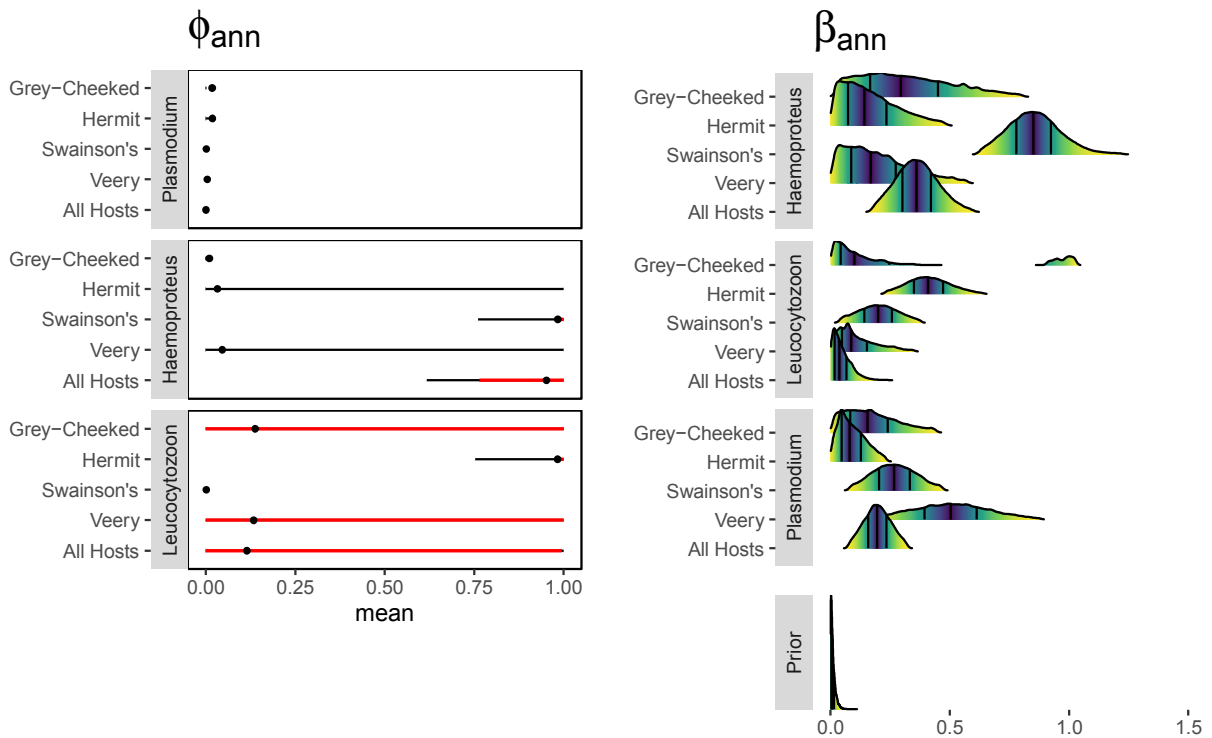 ϕann
Grey−Cheeked
Hermit
Swainson's
Veery
All Hosts
Plasmodium
Grey−Cheeked
Hermit
Swainson's
Veery
All Hosts
Haemoproteus
Grey−Cheeked
Hermit
Swainson's
Veery
All Hosts
Leucocytozoon
0.00 0.25 0.50 0.75 1.00
mean
βann
Grey−Cheeked
Hermit
Swainson's
Veery
All Hosts
Haemoproteus
Grey−Cheeked
Hermit
Swainson's
Veery
All Hosts
Leucocytozoon
Grey−Cheeked
Hermit
Swainson's
Veery
All Hosts
Plasmodium
Prior
0.0 0.5 1.0 1.5